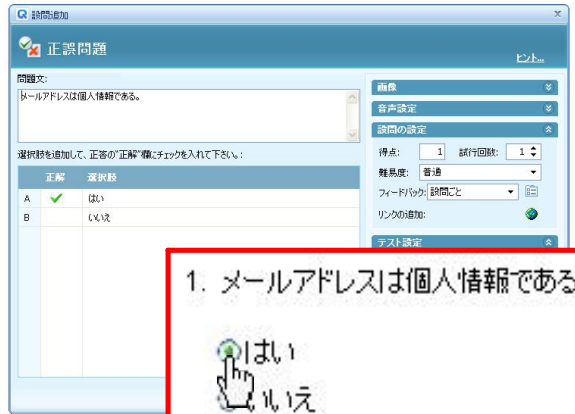 設問追加
正誤問題
ヒント...
問題文:
メールアドレスは個人情報である。
選択肢を追加して、正答の"正解"欄にチェックを入れて下さい。:
正解 選択肢
A はい
B いいえ
画像
音声設定
設問の設定
得点: 1 試行回数: 1
難易度: 普通
フィードバック: 設問ごと
リンクの追加:
テスト設定
1. メールアドレスは個人情報である
はい
いいえ